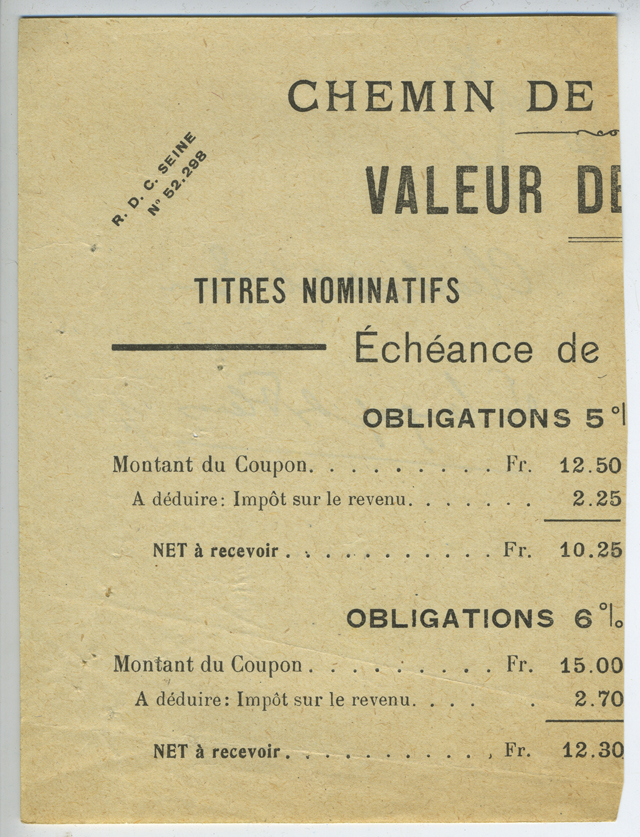 CHEMIN DE
R. D. C. SEINE
N° 52.298
VALEUR DE
TITRES NOMINATIFS
Échéance de
OBLIGATIONS 5 %
Montant du Coupon. . . . . . . . . . Fr. 12.50
A déduire: Impôt sur le revenu. . . . . . . 2.25
NET à recevoir . . . . . . . . . . . . Fr. 10.25
OBLIGATIONS 6 %
Montant du Coupon . . . . . . . . . . Fr. 15.00
A déduire: Impôt sur le revenu. . . . . 2.70
NET à recevoir. . . . . . . . . . . . Fr. 12.30